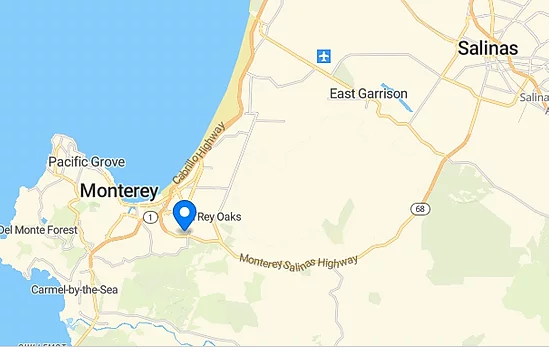 Salinas
East Garrison
Salina
Cabrillo Highway
Pacific Grove
Monterey
1
Rey Oaks
68
Del Monte Forest
Monterey Salinas Highway
Carmel-by-the-Sea